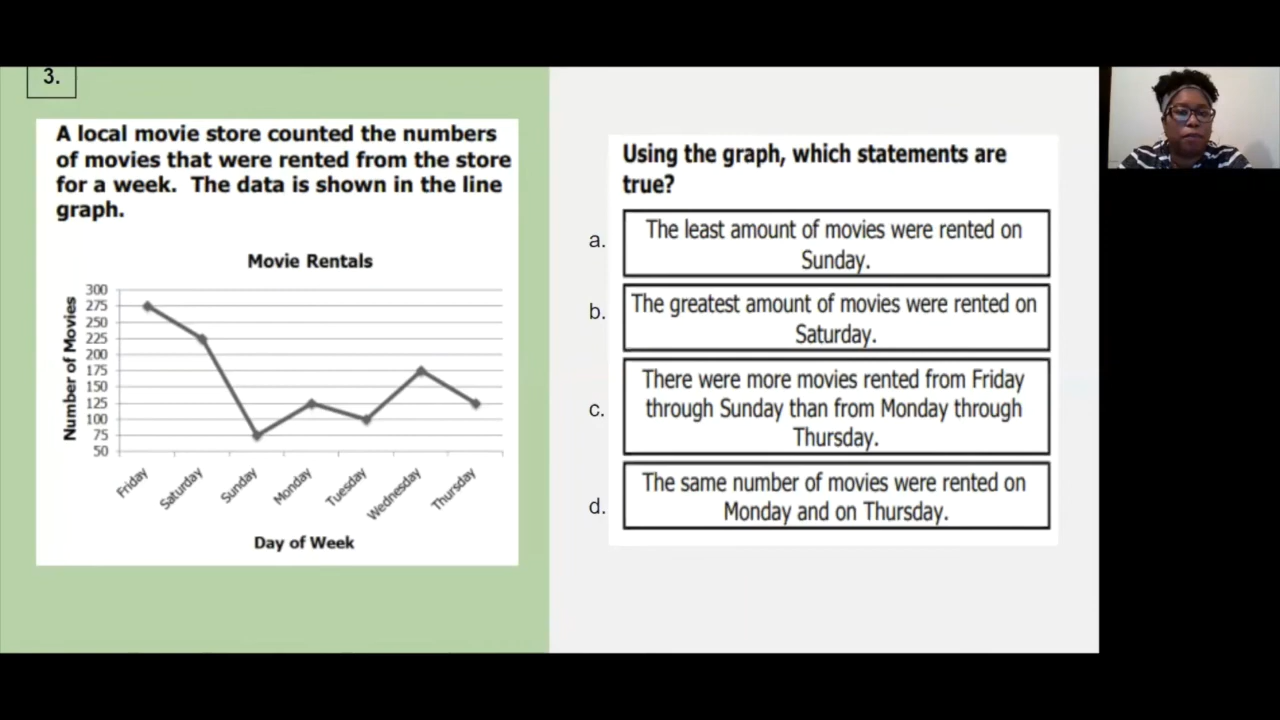 3.
A local movie store counted the numbers
of movies that were rented from the store
for a week. The data is shown in the line
graph.
Movie Rentals
Number of Movies
300
275
250
225
200
175
150
125
100
75
50
Friday
Saturday
Sunday
Monday
Tuesday
Wednesday
Thursday
Day of Week
Using the graph, which statements are
true?
a.
The least amount of movies were rented on
Sunday.
b.
The greatest amount of movies were rented on
Saturday.
c.
There were more movies rented from Friday
through Sunday than from Monday through
Thursday.
d.
The same number of movies were rented on
Monday and on Thursday.